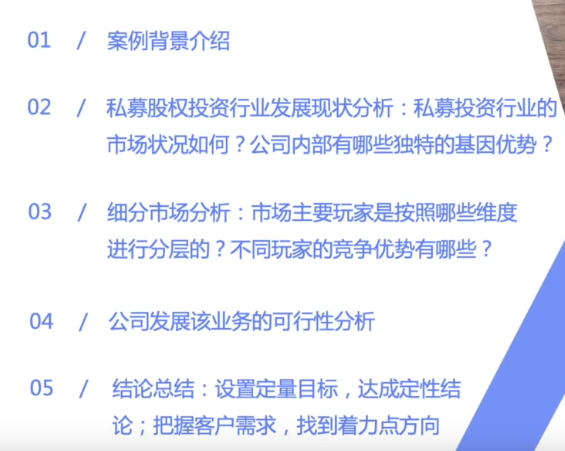 01 / 案例背景介绍
02 / 私募股权投资行业发展现状分析：私募投资行业的
市场状况如何？公司内部有哪些独特的基因优势？
03 / 细分市场分析：市场主要玩家是按照哪些维度
进行分层的？不同玩家的竞争优势有哪些？
04 / 公司发展该业务的可行性分析
05 / 结论总结：设置定量目标，达成定性结
论；把握客户需求，找到着力点方向